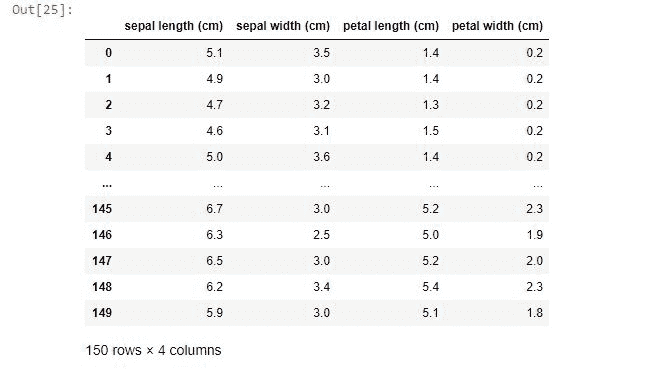 Out[25]:
sepal length (cm) sepal width (cm) petal length (cm) petal width (cm)
0 5.1 3.5 1.4 0.2
1 4.9 3.0 1.4 0.2
2 4.7 3.2 1.3 0.2
3 4.6 3.1 1.5 0.2
4 5.0 3.6 1.4 0.2
... ... ... ... ...
145 6.7 3.0 5.2 2.3
146 6.3 2.5 5.0 1.9
147 6.5 3.0 5.2 2.0
148 6.2 3.4 5.4 2.3
149 5.9 3.0 5.1 1.8
150 rows × 4 columns